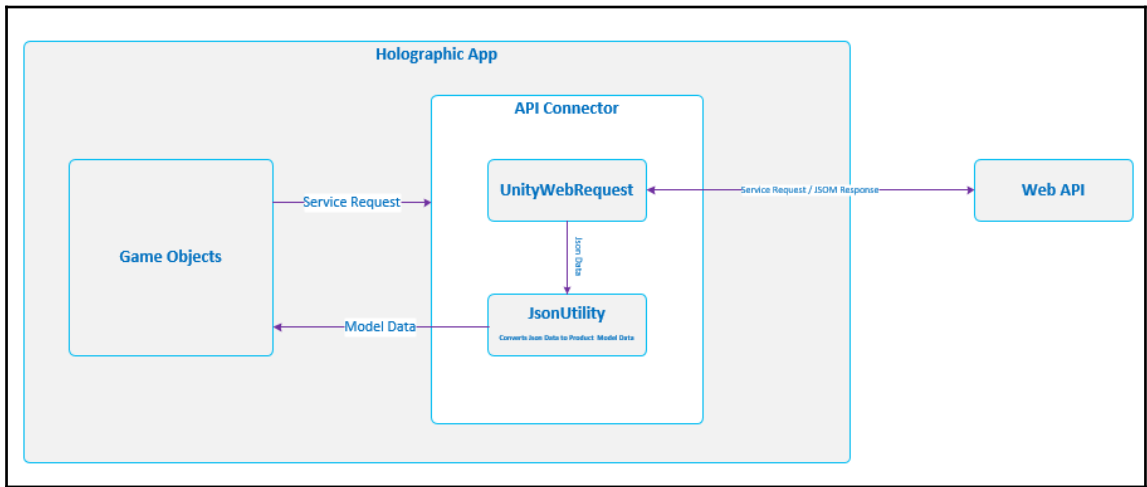 Holographic App
API Connector
UnityWebRequest
Service Request / JSOM Response
Web API
Service Request
Game Objects
Json Data
JsonUtility
Converts Json Data to Product Model Data
Model Data